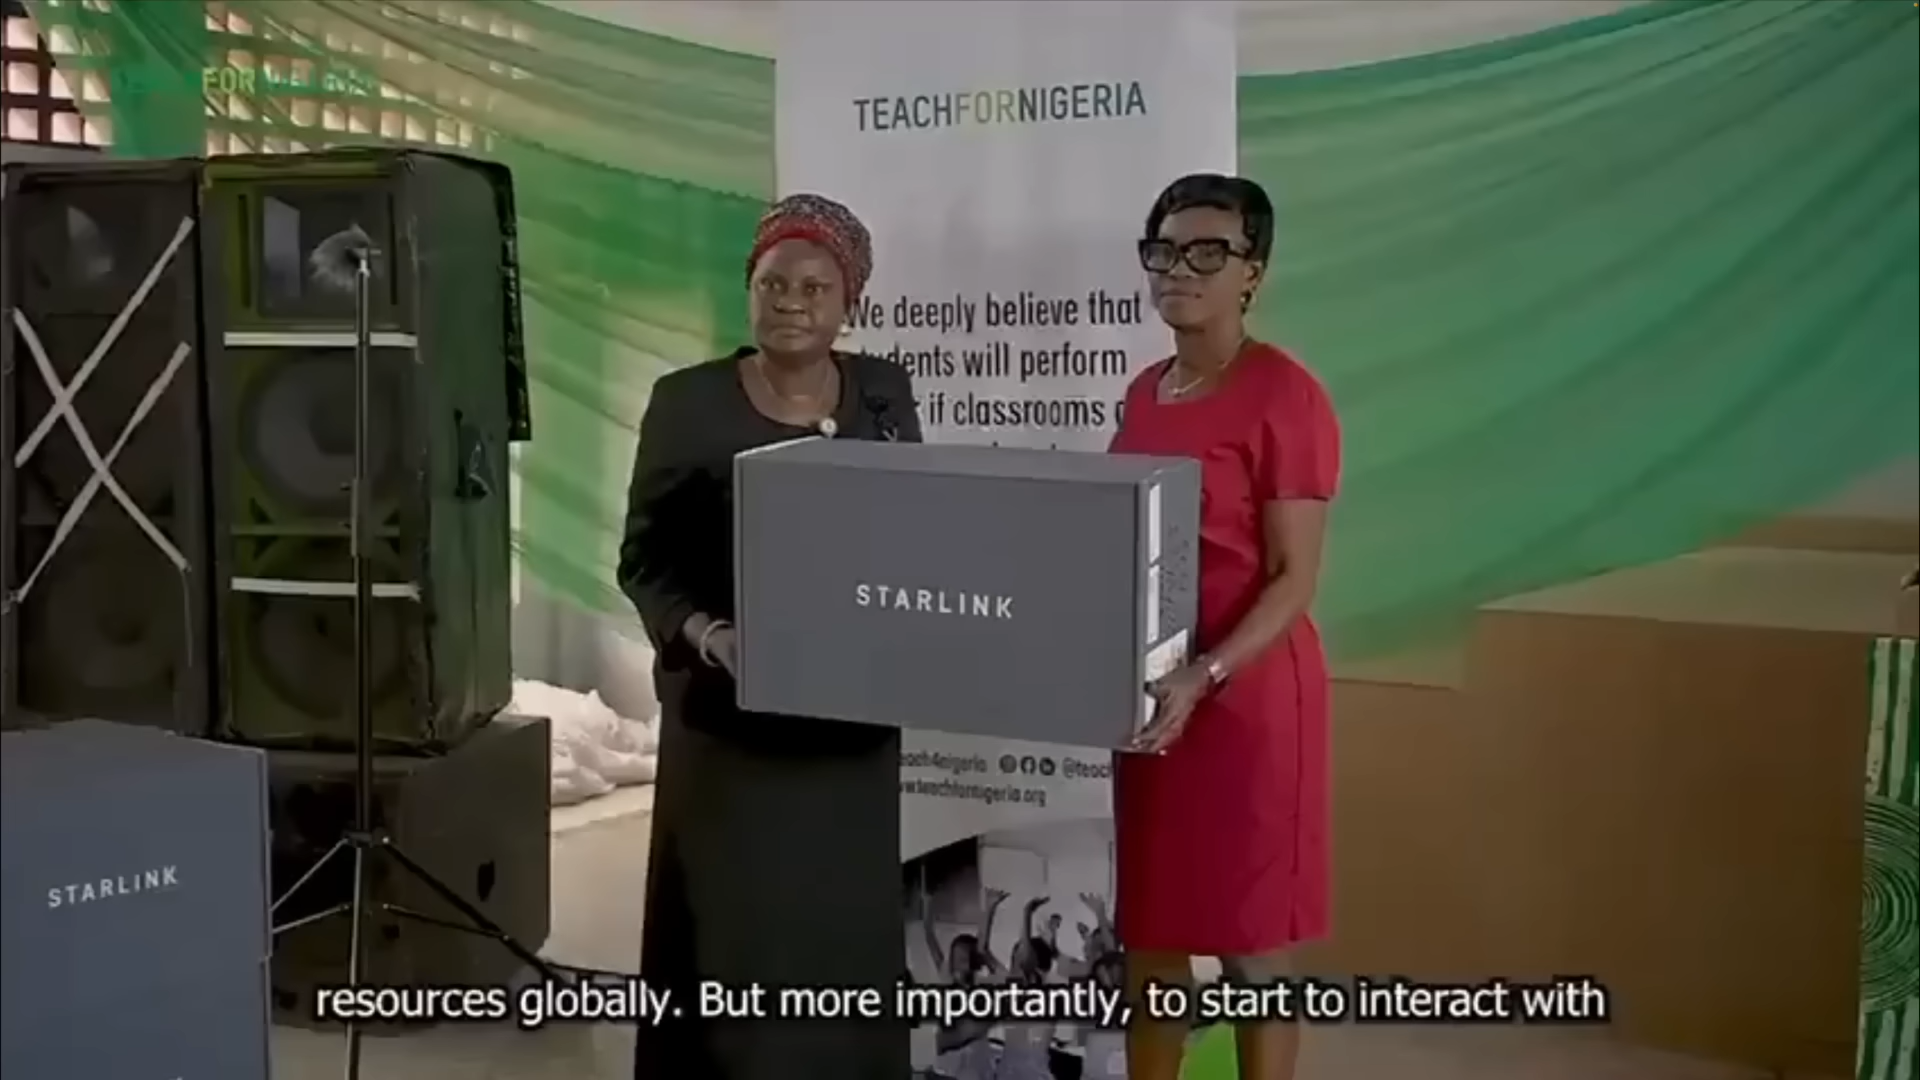 TEACHFORNIGERIA
FOR
We deeply believe that
will perform
if classrooms
STARLINK
www.teachfornigeria.org
STARLINK
resources globally. But more importantly, to start to interact with